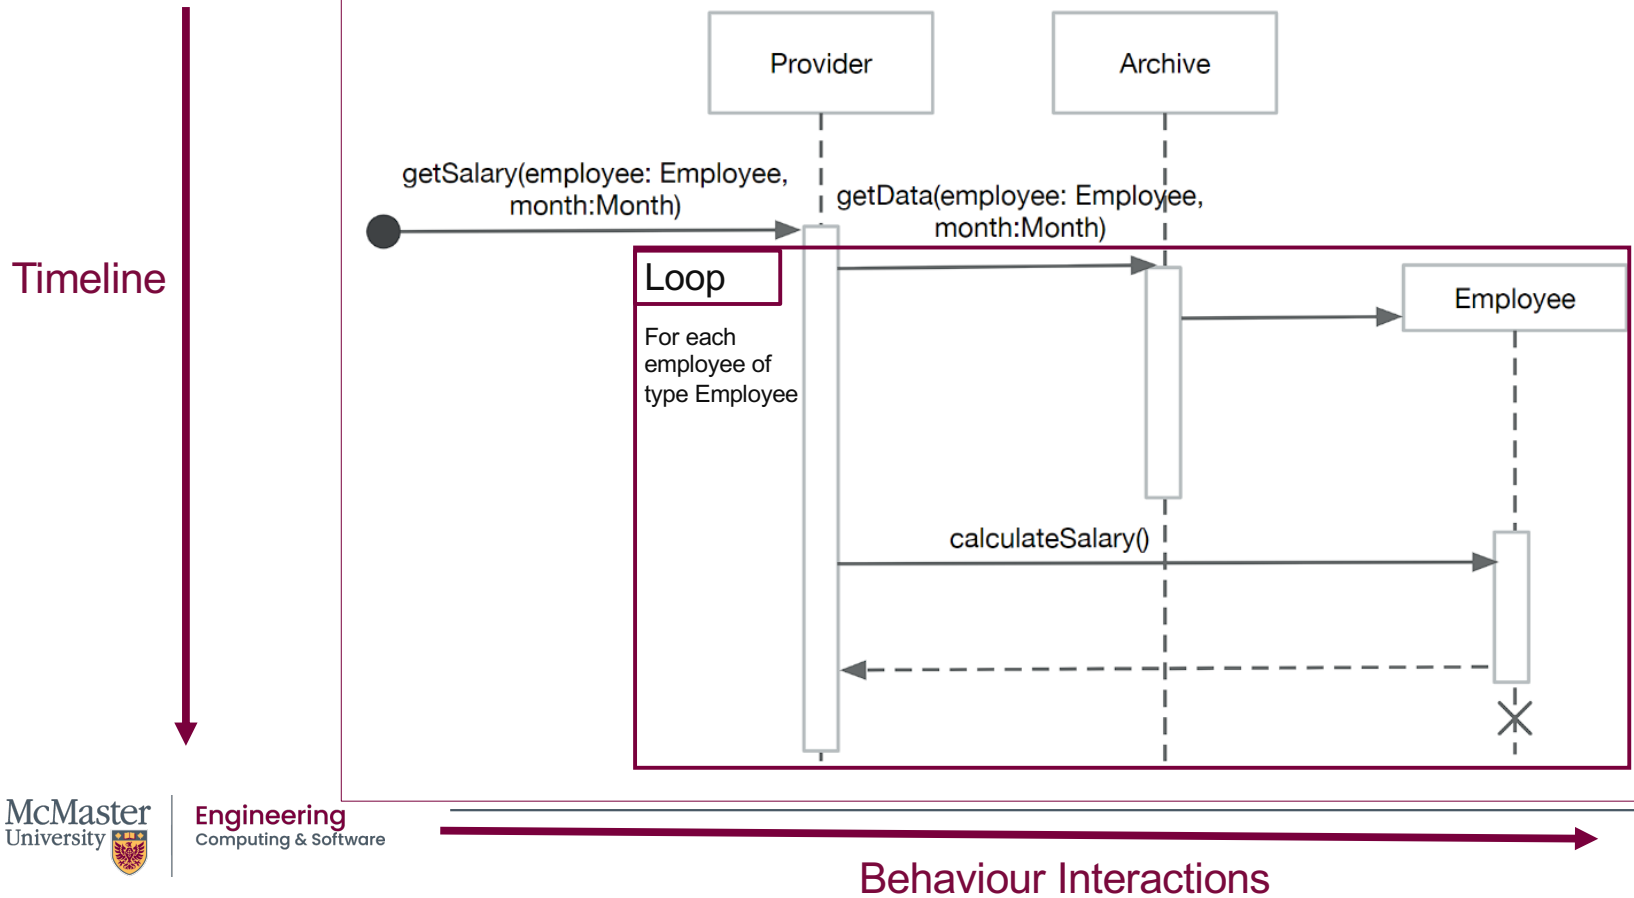 Provider
Archive
getSalary(employee: Employee,
month:Month)
getData(employee: Employee,
month:Month)
Timeline
Loop
Employee
For each
employee of
type Employee
calculateSalary()
McMaster
University
Engineering
Computing & Software
Behaviour Interactions